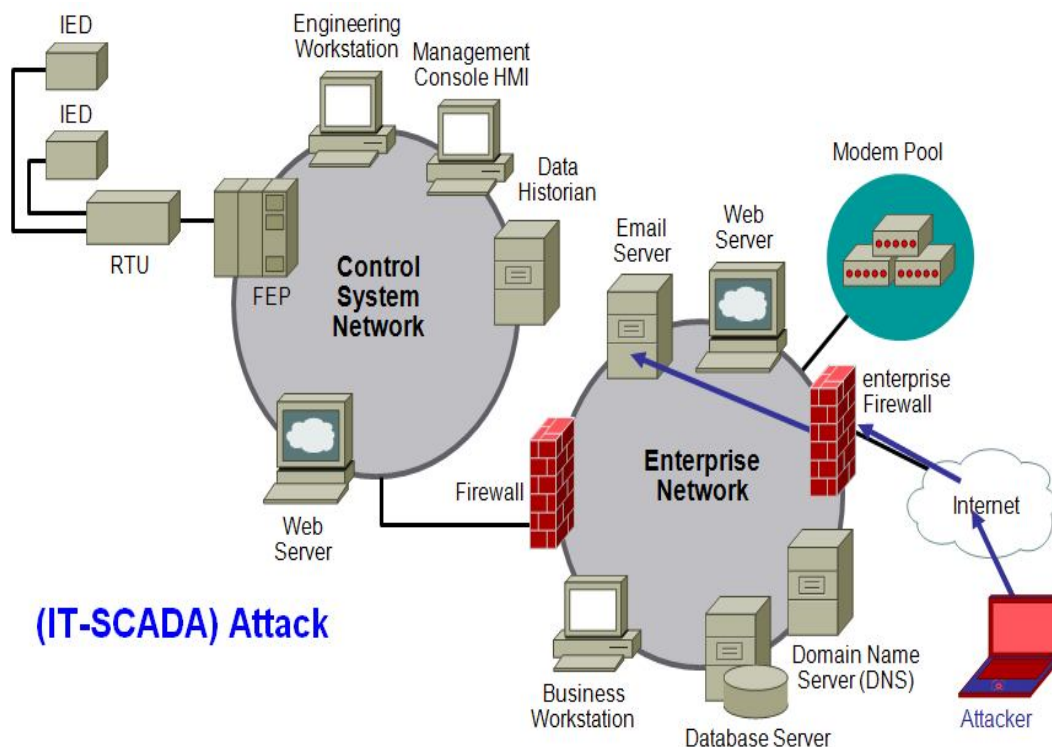 IED
IED
RTU
FEP
Engineering
Workstation
Management
Console HMI
Data
Historian
Control
System
Network
Web
Server
Firewall
Email
Server
Web
Server
Modem Pool
enterprise
Firewall
Enterprise
Network
Internet
Business
Workstation
Database Server
Domain Name
Server (DNS)
Attacker
(IT-SCADA) Attack